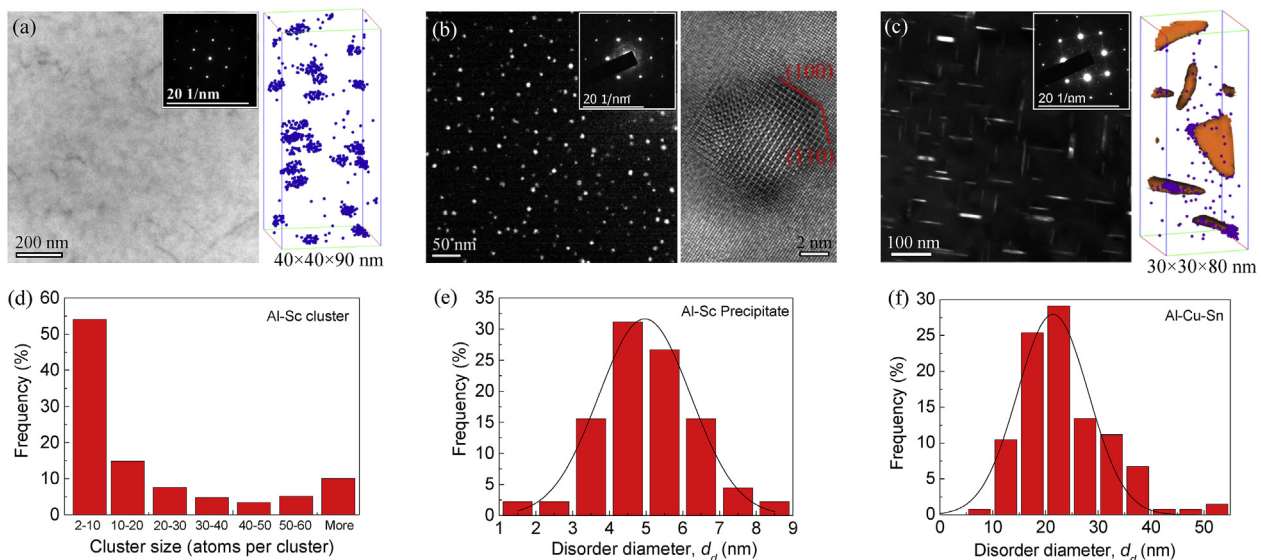 (a)
20 1/nm
200 nm
40×40×90 nm
(b)
20 1/nm
50 nm
(100)
(110)
2 nm
(c)
20 1/nm
100 nm
30×30×80 nm
(d)
Al-Sc cluster
Frequency (%)
60
50
40
30
20
10
0
2-10 10-20 20-30 30-40 40-50 50-60 More
Cluster size (atoms per cluster)
(e)
Al-Sc Precipitate
Frequency (%)
35
30
25
20
15
10
5
0
1 2 3 4 5 6 7 8 9
Disorder diameter, d_d (nm)
(f)
Al-Cu-Sn
Frequency (%)
30
25
20
15
10
5
0
0 10 20 30 40 50
Disorder diameter, d_d (nm)